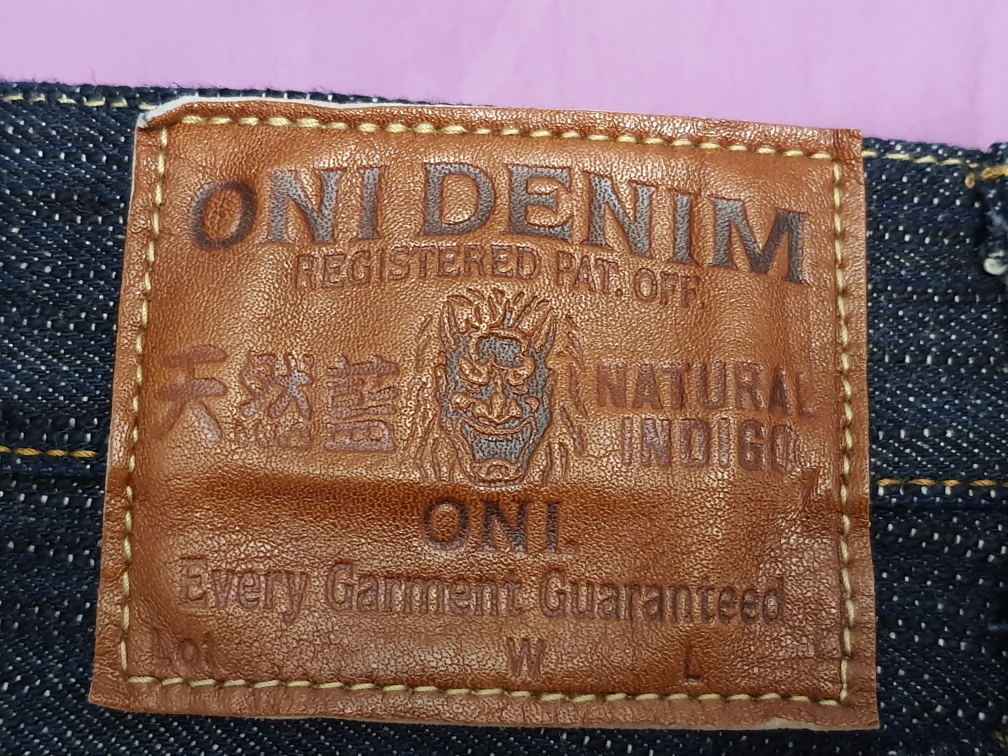 ONI DENIM
REGISTERED PAT. OFF.
天然藍
NATURAL
INDIGO
ONI.
Every Garment Guaranteed
Lot W L